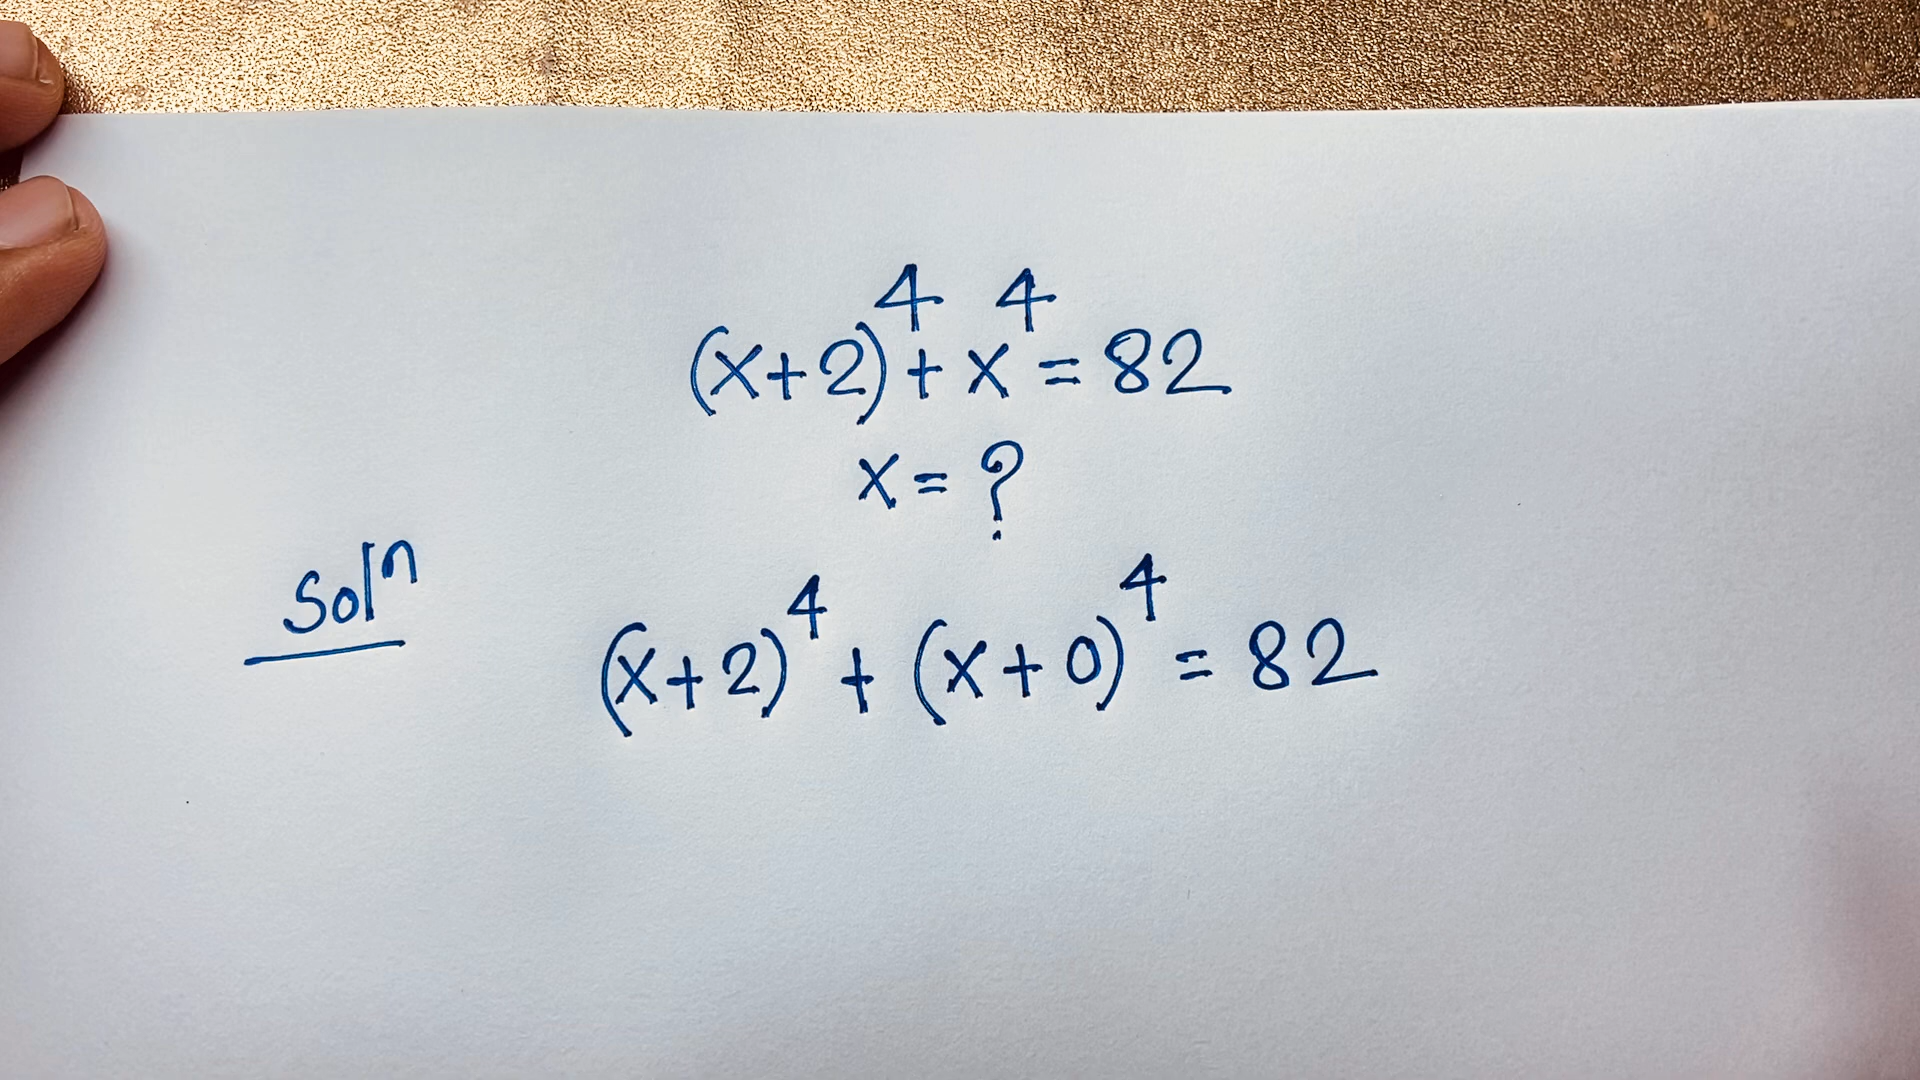 (x+2)⁴ + x⁴ = 82
x = ?
Solⁿ
(x+2)⁴ + (x+0)⁴ = 82